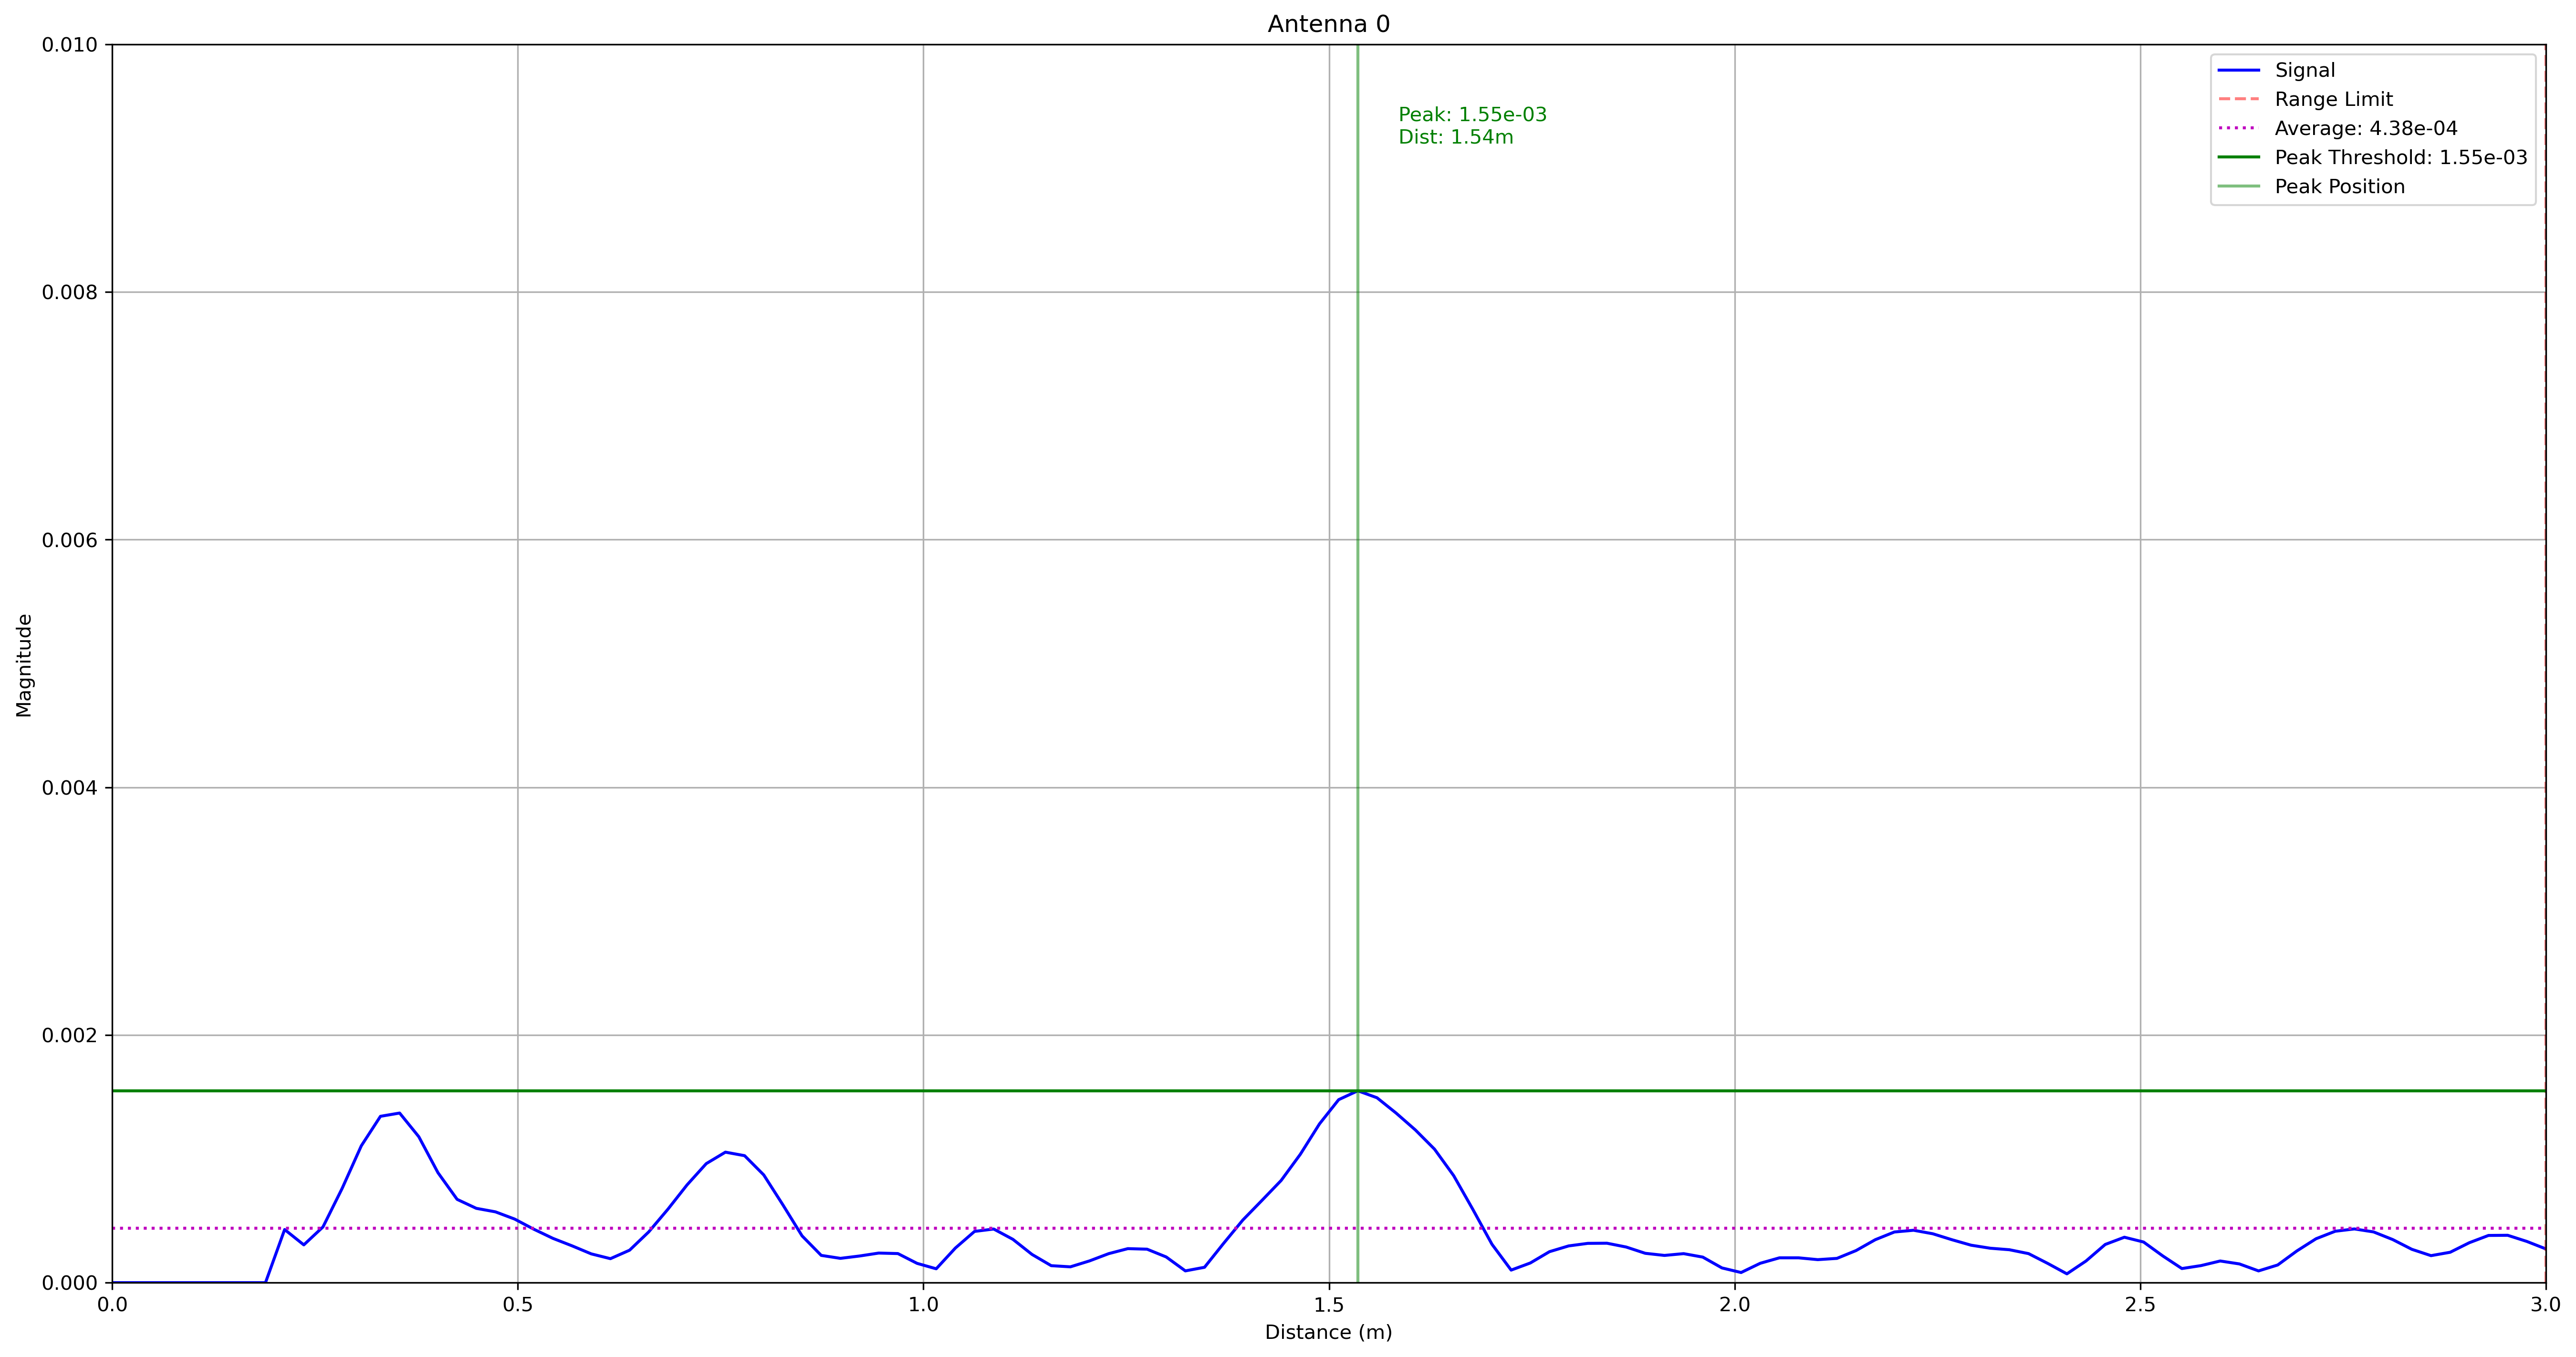 Antenna 0
0.010
0.008
0.006
0.004
0.002
0.000
Magnitude
Peak: 1.55e-03
Dist: 1.54m
Signal
Range Limit
Average: 4.38e-04
Peak Threshold: 1.55e-03
Peak Position
0.0 0.5 1.0 1.5 2.0 2.5 3.0
Distance (m)